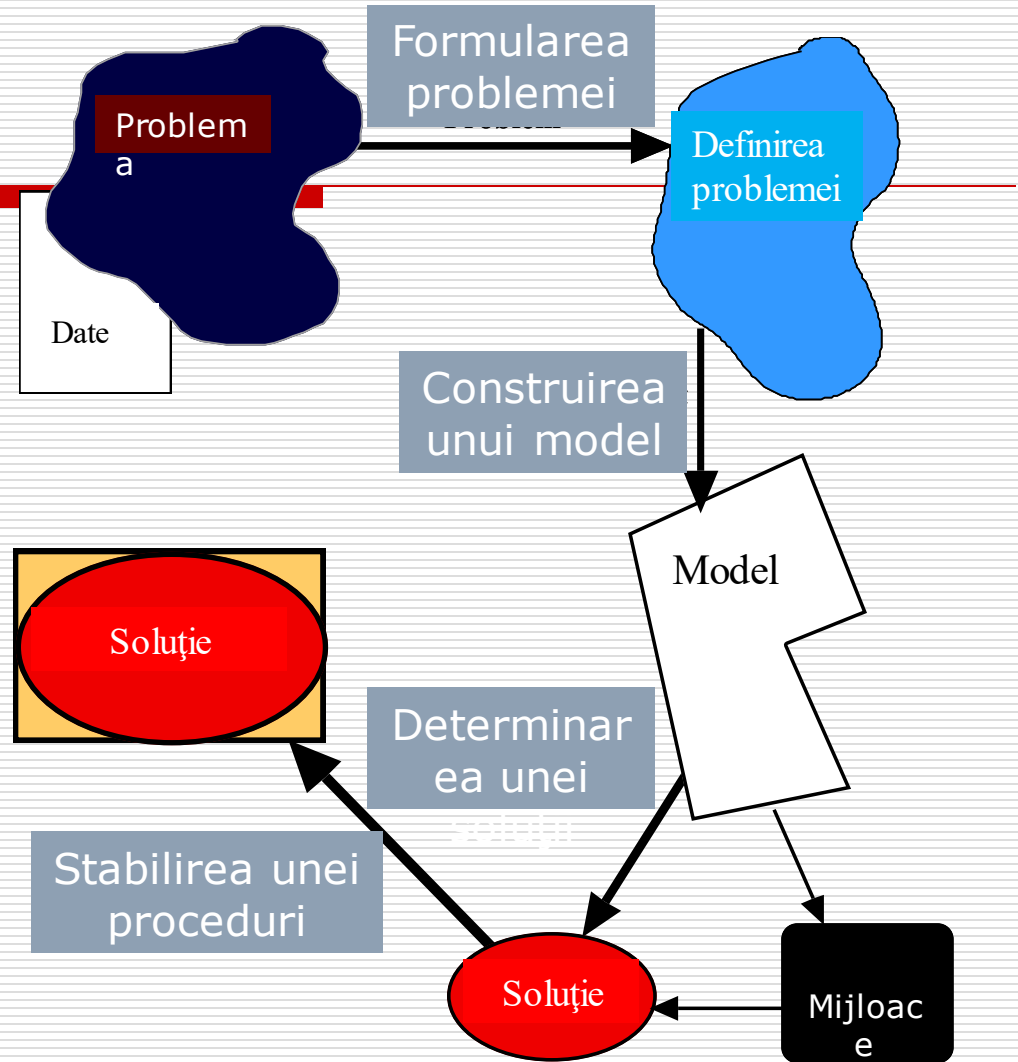 Formularea
problemei
Problem
a
Definirea
problemei
Date
Construirea
unui model
Model
Soluţie
Determinar
ea unei
soluţii
Stabilirea unei
proceduri
Soluţie
Mijloac
e